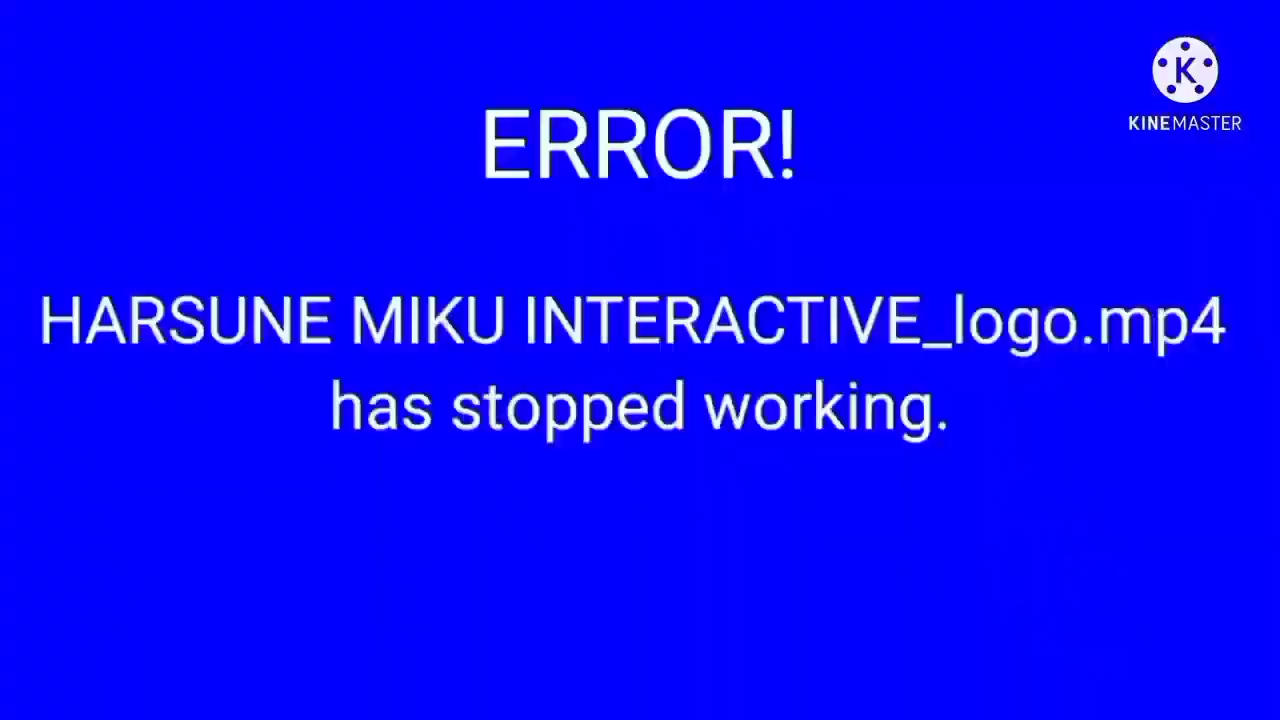 ERROR!
K
KINEMASTER
HARSUNE MIKU INTERACTIVE_logo.mp4
has stopped working.